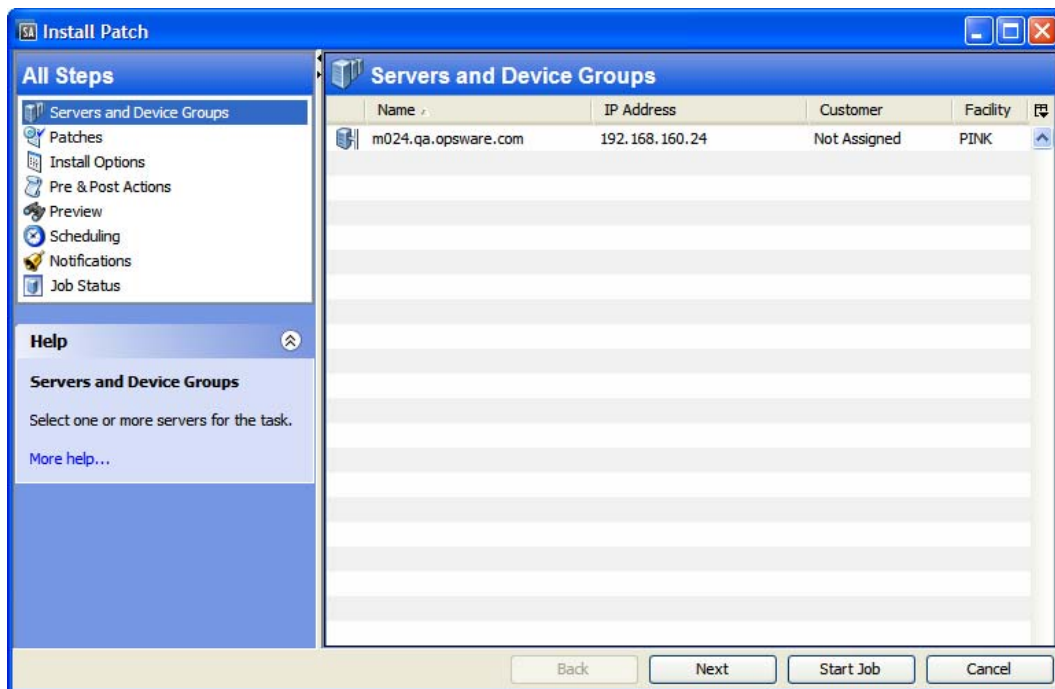 SA Install Patch
All Steps
Servers and Device Groups
Patches
Install Options
Pre & Post Actions
Preview
Scheduling
Notifications
Job Status
Help
Servers and Device Groups
Select one or more servers for the task.
More help...
Servers and Device Groups
Name IP Address Customer Facility
m024.qa.opsware.com 192.168.160.24 Not Assigned PINK
Back Next Start Job Cancel